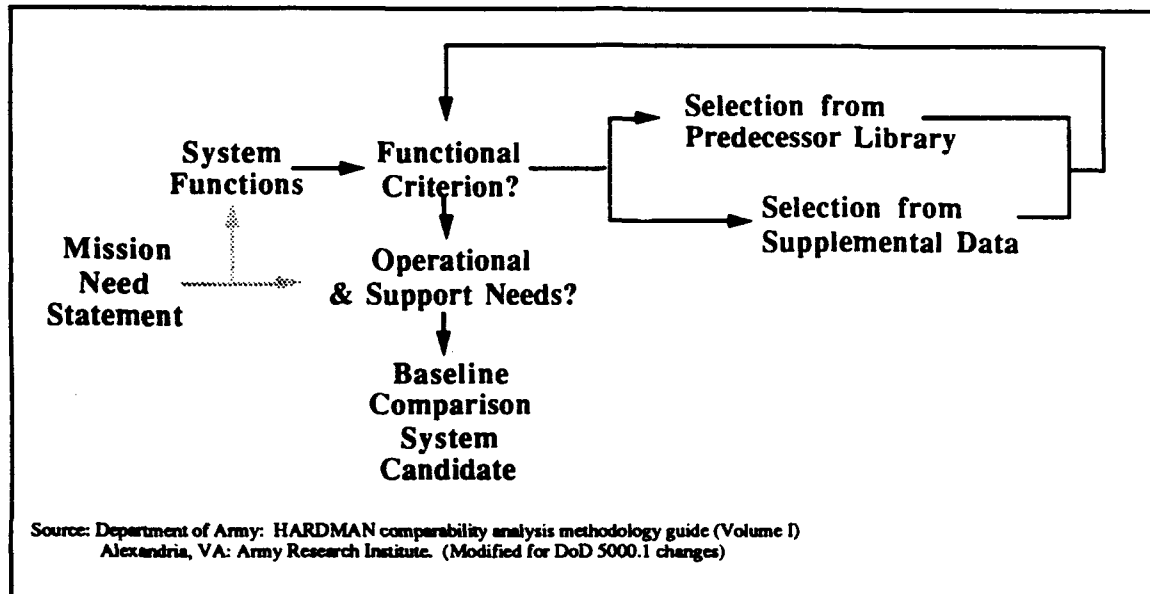 Selection from
Predecessor Library
System
Functions
Functional
Criterion?
Selection from
Supplemental Data
Mission
Need
Statement
Operational
& Support Needs?
Baseline
Comparison
System
Candidate
Source: Department of Army: HARDMAN comparability analysis methodology guide (Volume I)
Alexandria, VA: Army Research Institute. (Modified for DoD 5000.1 changes)